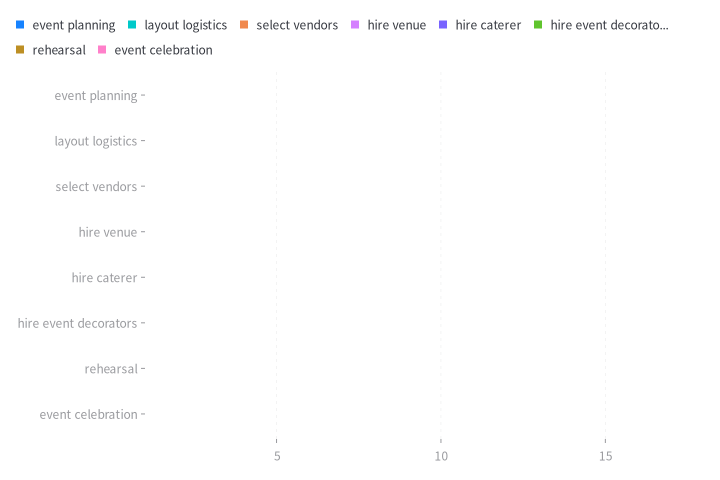 event planning layout logistics select vendors hire venue hire caterer hire event decorato...
rehearsal event celebration
event planning
layout logistics
select vendors
hire venue
hire caterer
hire event decorators
rehearsal
event celebration
5 10 15